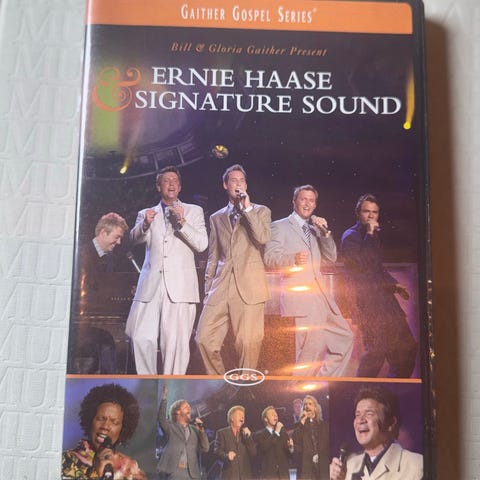 GAITHER GOSPEL SERIES®
Bill & Gloria Gaither Present
ERNIE HAASE
& SIGNATURE SOUND
GGS®